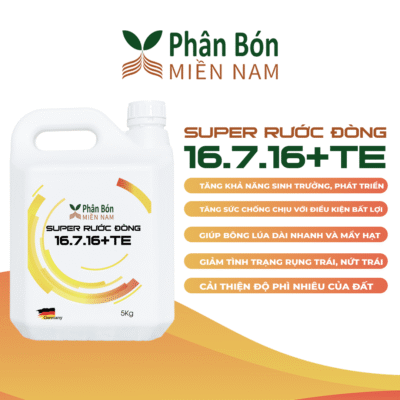 Phân Bón
MIỀN NAM
SUPER RƯỚC ĐÒNG
16.7.16+TE
TĂNG KHẢ NĂNG SINH TRƯỞNG, PHÁT TRIỂN
TĂNG SỨC CHỐNG CHỊU VỚI ĐIỀU KIỆN BẤT LỢI
GIÚP BÔNG LÚA DÀI NHANH VÀ MẨY HẠT
GIẢM TÌNH TRẠNG RỤNG TRÁI, NỨT TRÁI
CẢI THIỆN ĐỘ PHÌ NHIÊU CỦA ĐẤT
Phân Bón
MIỀN NAM
SUPER RƯỚC ĐÒNG
16.7.16+TE
Germany
5Kg